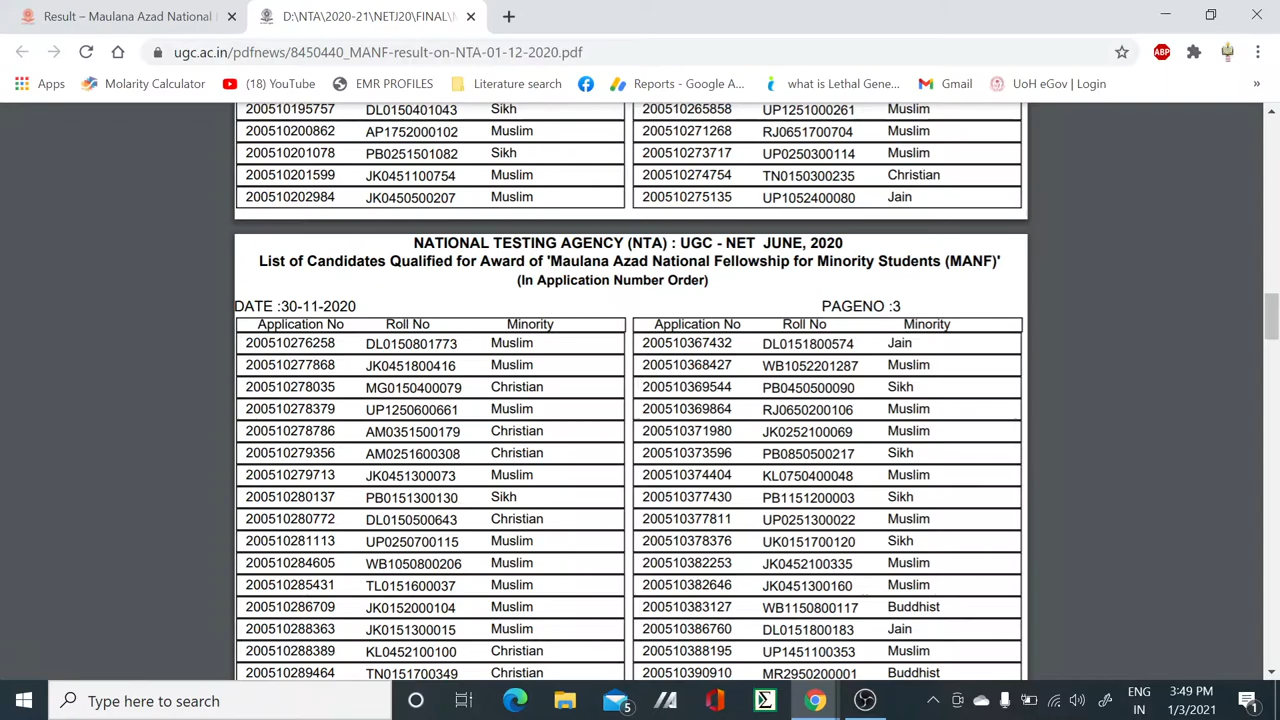 Result – Maulana Azad National
D:\NTA\2020-21\NETJ20\FINAL\
ugc.ac.in/pdfnews/8450440_MANF-result-on-NTA-01-12-2020.pdf
ABP
Apps
Molarity Calculator
(18) YouTube
EMR PROFILES
Literature search
Reports - Google A...
what is Lethal Gene...
Gmail
UoH eGov | Login
»
200510195757 DL0150401043 Sikh 200510265858 UP1251000261 Muslim
200510200862 AP1752000102 Muslim 200510271268 RJ0651700704 Muslim
200510201078 PB0251501082 Sikh 200510273717 UP0250300114 Muslim
200510201599 JK0451100754 Muslim 200510274754 TN0150300235 Christian
200510202984 JK0450500207 Muslim 200510275135 UP1052400080 Jain
NATIONAL TESTING AGENCY (NTA) : UGC - NET JUNE, 2020
List of Candidates Qualified for Award of 'Maulana Azad National Fellowship for Minority Students (MANF)'
(In Application Number Order)
DATE :30-11-2020 PAGENO :3
Application No Roll No Minority Application No Roll No Minority
200510276258 DL0150801773 Muslim 200510367432 DL0151800574 Jain
200510277868 JK0451800416 Muslim 200510368427 WB1052201287 Muslim
200510278035 MG0150400079 Christian 200510369544 PB0450500090 Sikh
200510278379 UP1250600661 Muslim 200510369864 RJ0650200106 Muslim
200510278786 AM0351500179 Christian 200510371980 JK0252100069 Muslim
200510279356 AM0251600308 Christian 200510373596 PB0850500217 Sikh
200510279713 JK0451300073 Muslim 200510374404 KL0750400048 Muslim
200510280137 PB0151300130 Sikh 200510377430 PB1151200003 Sikh
200510280772 DL0150500643 Christian 200510377811 UP0251300022 Muslim
200510281113 UP0250700115 Muslim 200510378376 UK0151700120 Sikh
200510284605 WB1050800206 Muslim 200510382253 JK0452100335 Muslim
200510285431 TL0151600037 Muslim 200510382646 JK0451300160 Muslim
200510286709 JK0152000104 Muslim 200510383127 WB1150800117 Buddhist
200510288363 JK0151300015 Muslim 200510386760 DL0151800183 Jain
200510288389 KL0452100100 Christian 200510388195 UP1451100353 Muslim
200510289464 TN0151700349 Christian 200510390910 MR2950200001 Buddhist
Type here to search
5
ENG
IN
3:49 PM
1/3/2021
1